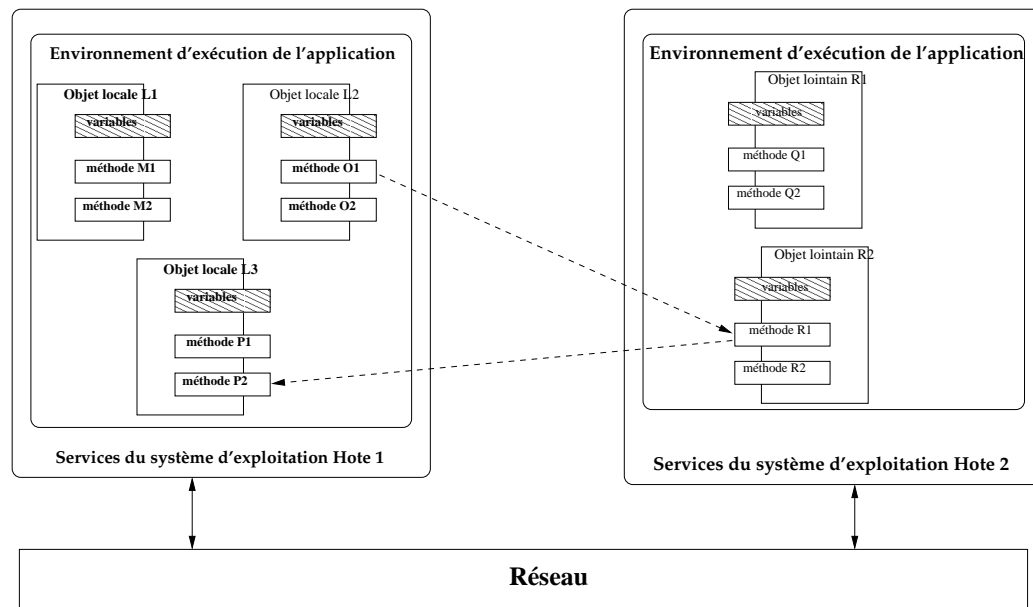 Environnement d'exécution de l'application
Objet locale L1
variables
méthode M1
méthode M2
Objet locale L2
variables
méthode O1
méthode O2
Objet locale L3
variables
méthode P1
méthode P2
Services du système d'exploitation Hote 1
Environnement d'exécution de l'application
Objet lointain R1
variables
méthode Q1
méthode Q2
Objet lointain R2
variables
méthode R1
méthode R2
Services du système d'exploitation Hote 2
Réseau